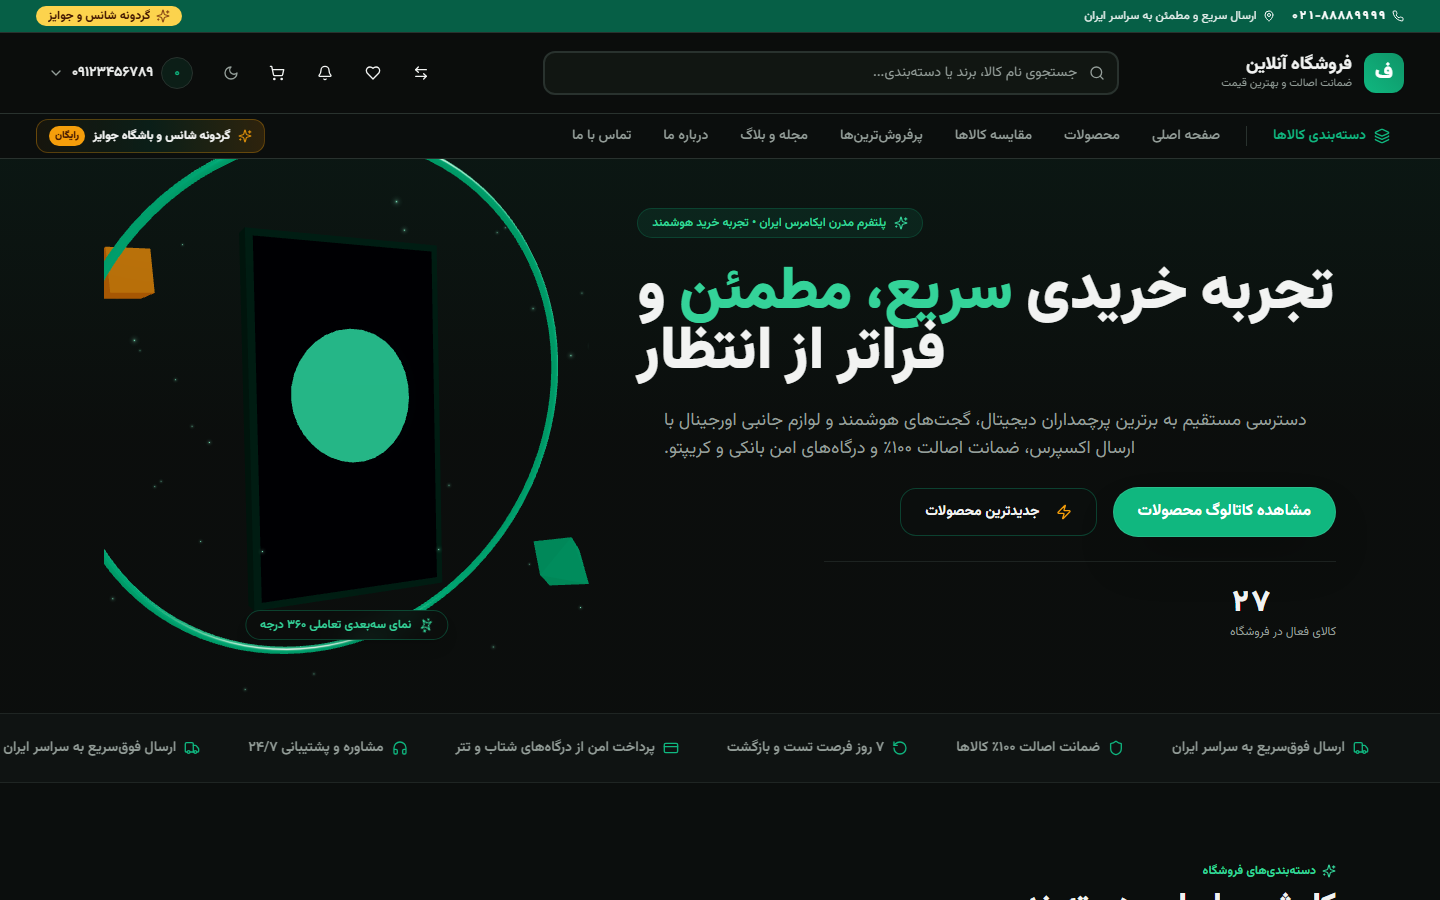 ۰۲۱-۸۸۸۸۹۹۹۹
ارسال سریع و مطمئن به سراسر ایران
گردونه شانس و جوایز
ف
فروشگاه آنلاین
ضمانت اصالت و بهترین قیمت
جستجوی نام کالا، برند یا دسته‌بندی...
۰
۰۹۱۲۳۴۵۶۷۸۹
دسته‌بندی کالاها
صفحه اصلی
محصولات
مقایسه کالاها
پرفروش‌ترین‌ها
مجله و بلاگ
درباره ما
تماس با ما
گردونه شانس و باشگاه جوایز
رایگان
پلتفرم مدرن ایکامرس ایران • تجربه خرید هوشمند
تجربه خریدی سریع، مطمئن و
فراتر از انتظار
دسترسی مستقیم به برترین پرچمداران دیجیتال، گجت‌های هوشمند و لوازم جانبی اورجینال با
ارسال اکسپرس، ضمانت اصالت ۱۰۰٪ و درگاه‌های امن بانکی و کریپتو.
مشاهده کاتالوگ محصولات
جدیدترین محصولات
۲۷
کالای فعال در فروشگاه
نمای سه‌بعدی تعاملی ۳۶۰ درجه
ارسال فوق‌سریع به سراسر ایران
ضمانت اصالت ۱۰۰٪ کالاها
۷ روز فرصت تست و بازگشت
پرداخت امن از درگاه‌های شتاب و تتر
مشاوره و پشتیبانی ۲۴/۷
ارسال فوق‌سریع به سراسر ایران
دسته‌بندی‌های فروشگاه